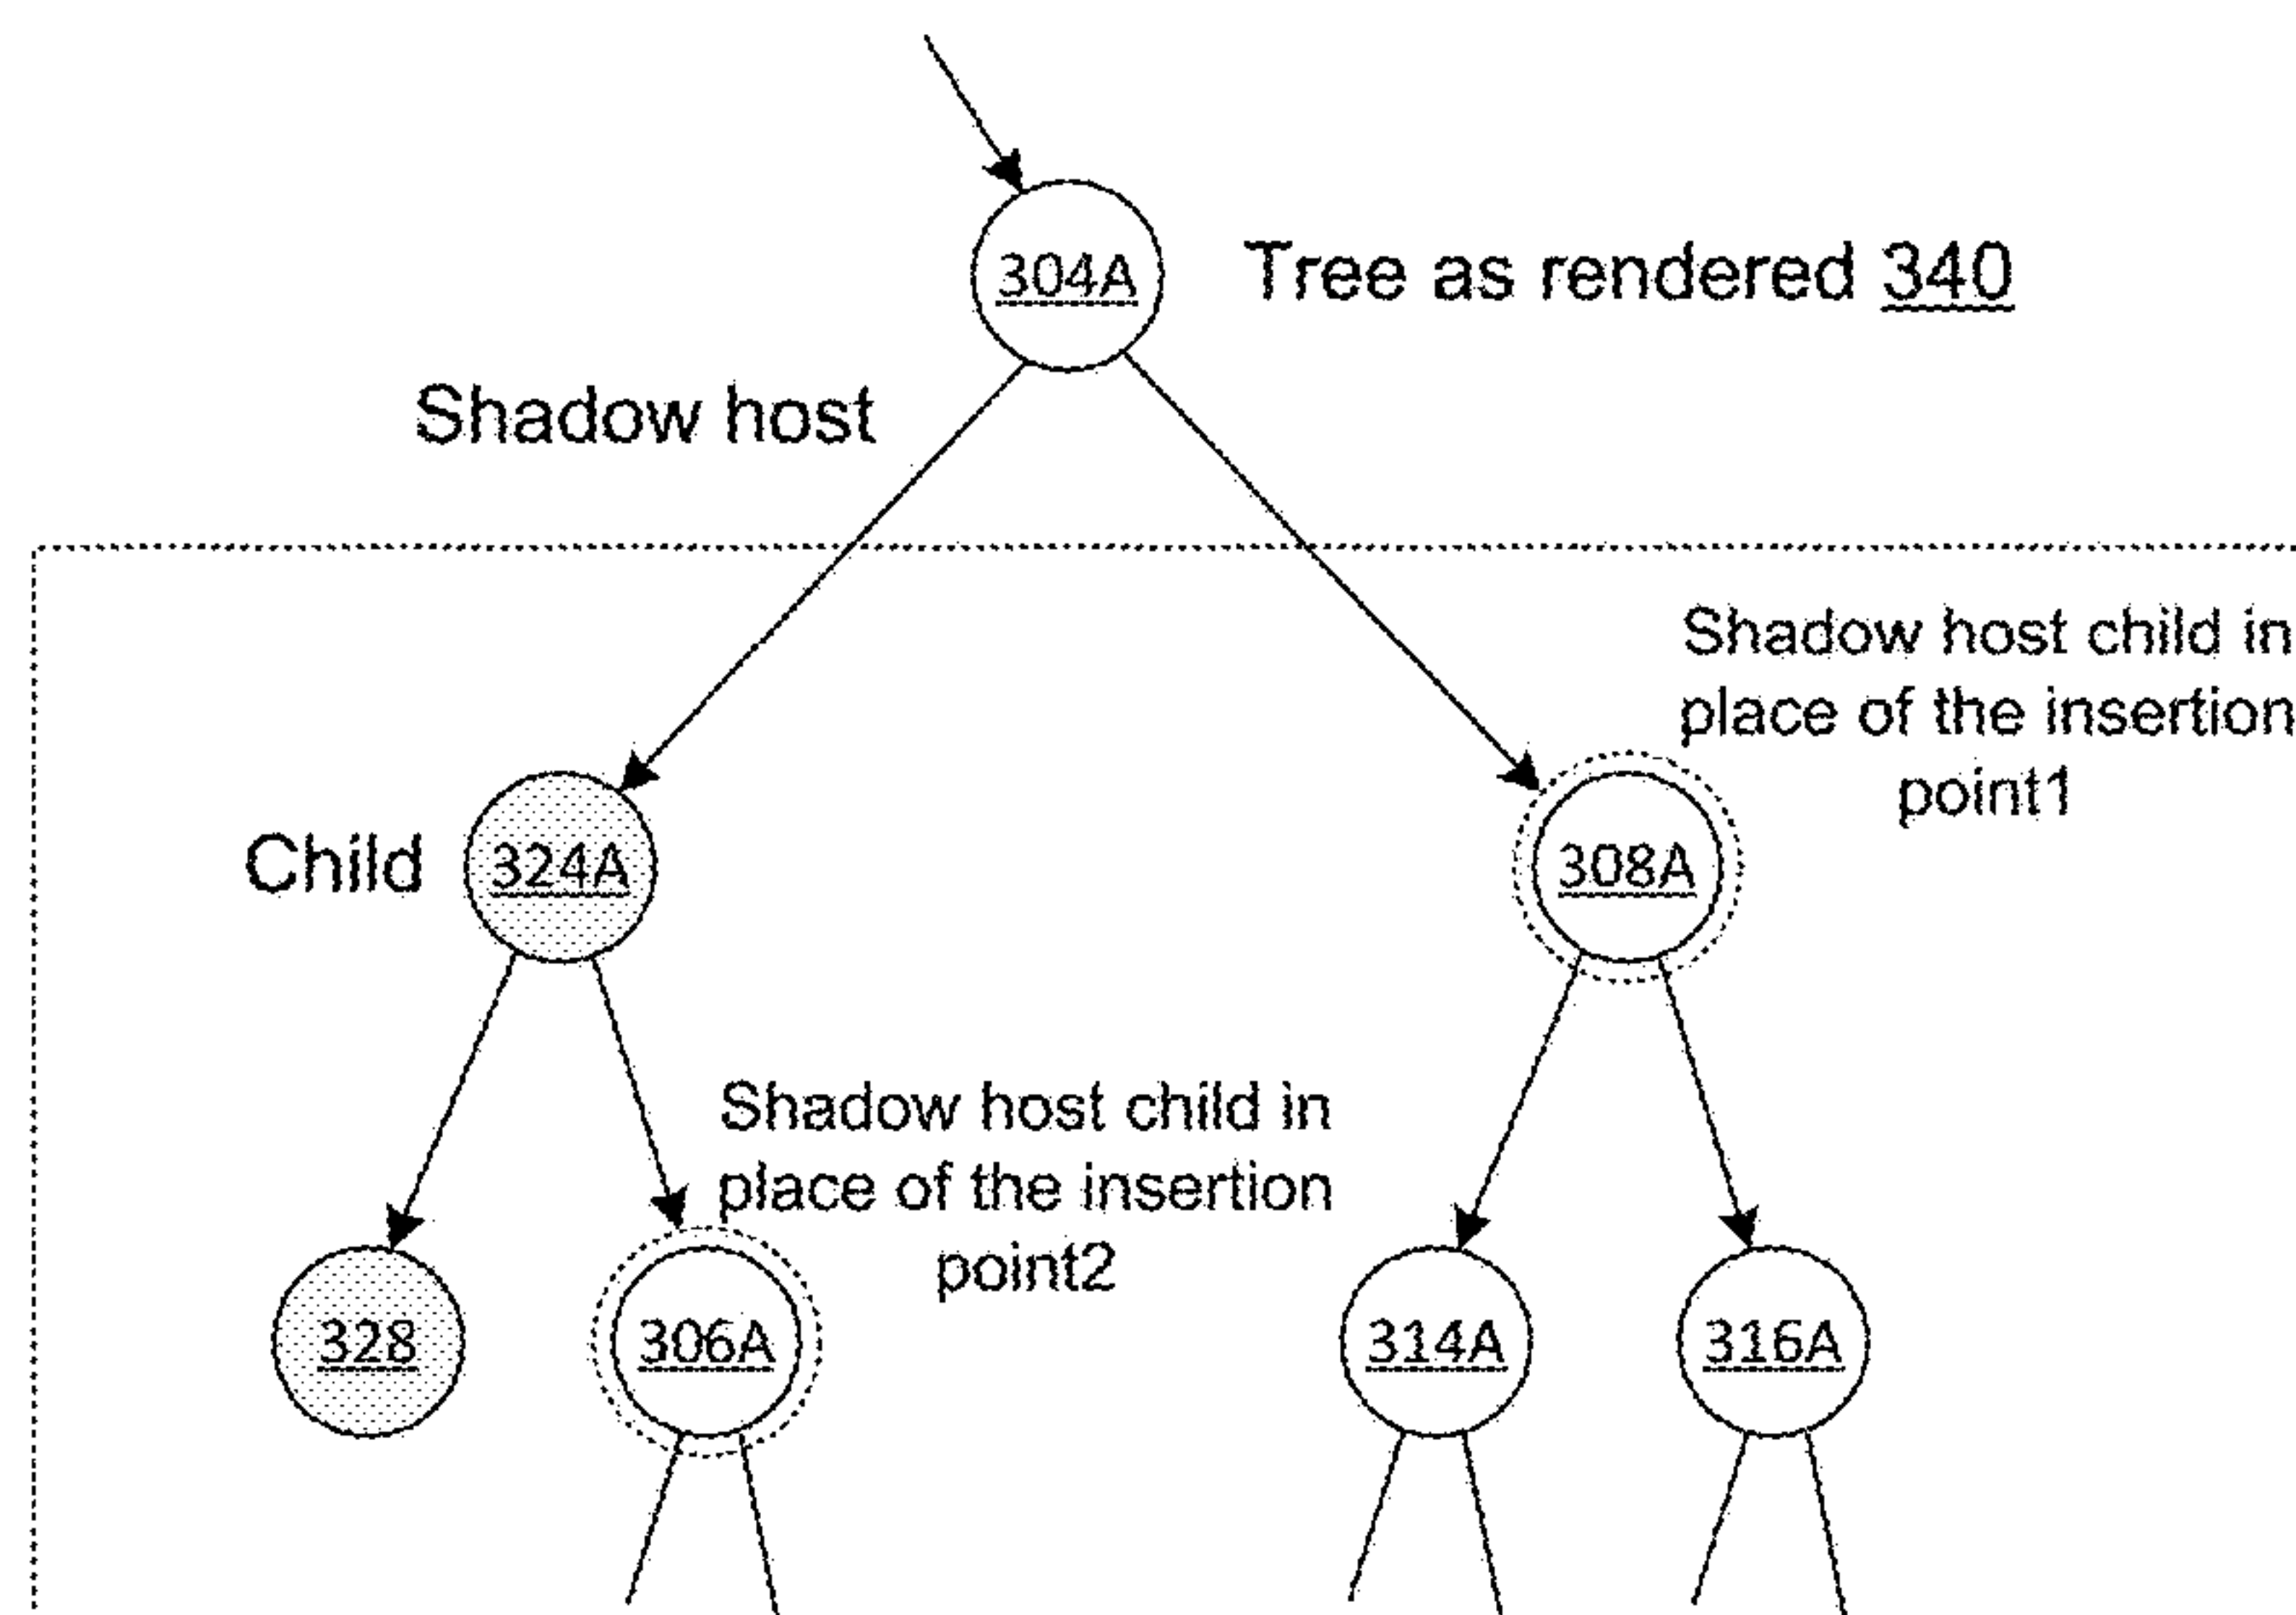 304A
Tree as rendered 340
Shadow host
Shadow host child in
place of the insertion
point1
Child
324A
308A
Shadow host child in
place of the insertion
point2
328
306A
314A
316A